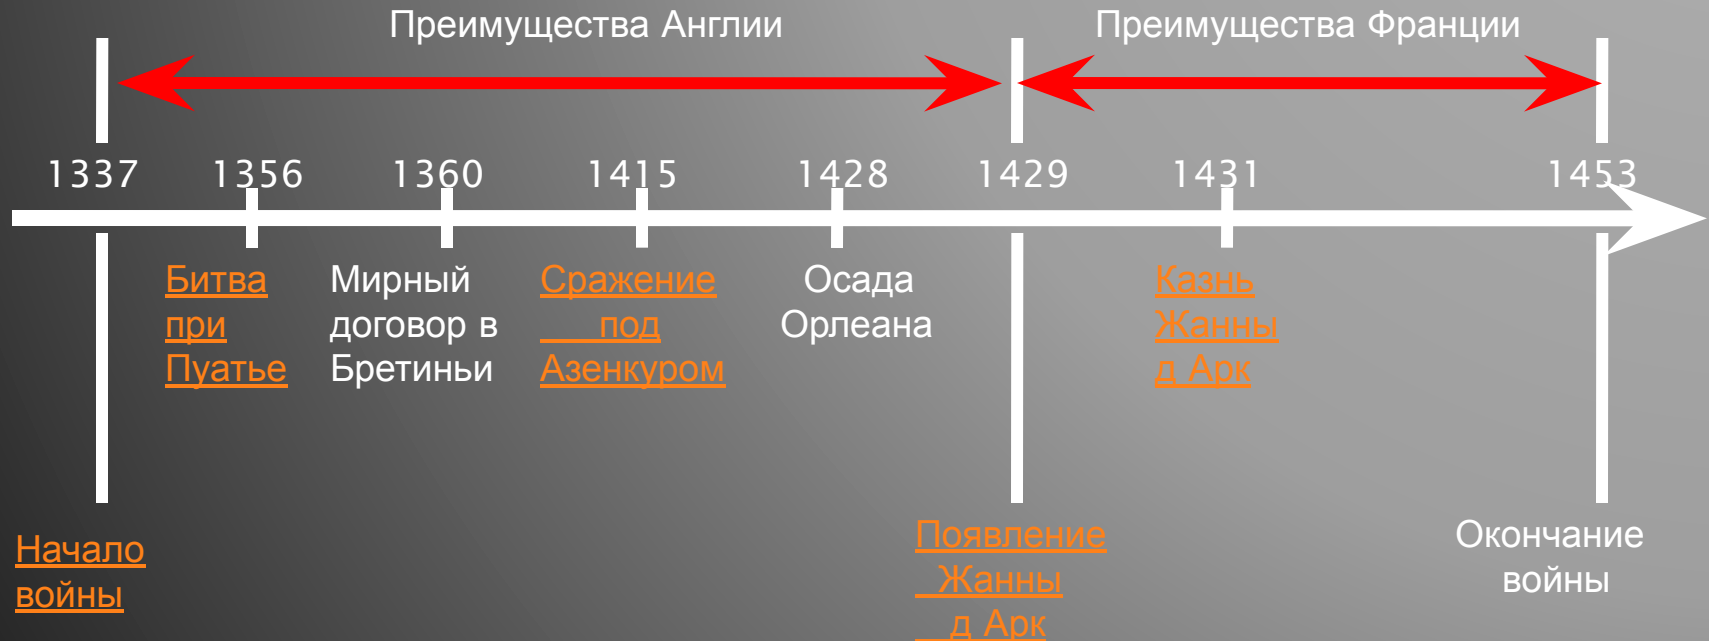 Преимущества Англии
Преимущества Франции
1337 1356 1360 1415 1428 1429 1431 1453
Битва
при
Пуатье
Мирный
договор в
Бретиньи
Сражение
под
Азенкуром
Осада
Орлеана
Казнь
Жанны
д Арк
Начало
войны
Появление
Жанны
д Арк
Окончание
войны